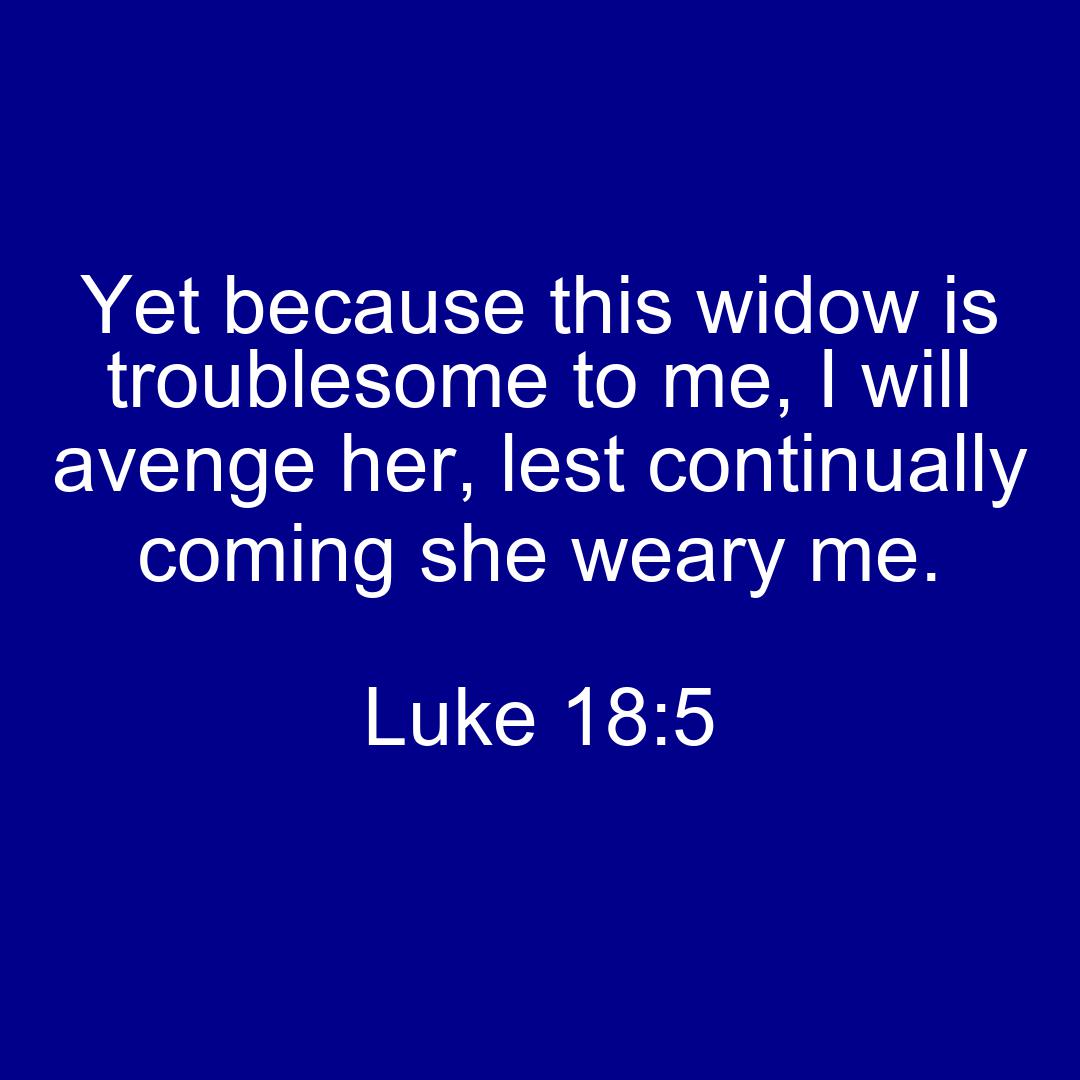 Yet because this widow is
troublesome to me, I will
avenge her, lest continually
coming she weary me.
Luke 18:5